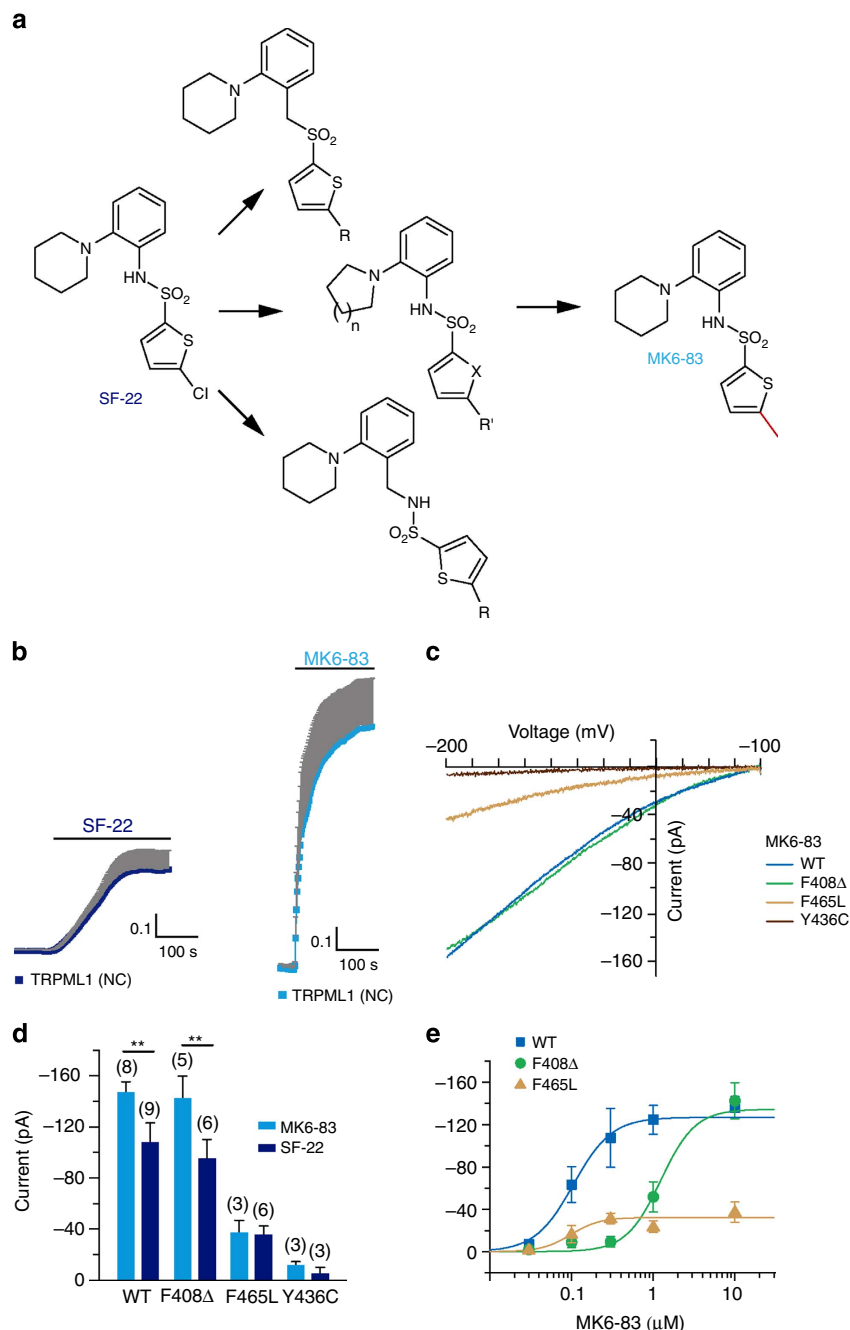 a
N
SO2
S
R
N
HN
SO2
S
Cl
SF-22
N
( )n
HN
SO2
X
R'
N
HN
SO2
S
MK6-83
N
NH
O2S
S
R
b
MK6-83
SF-22
0.1
100 s
0.1
100 s
TRPML1 (NC)
TRPML1 (NC)
c
Voltage (mV)
–200
–100
–40
–80
–120
–160
Current (pA)
MK6-83
WT
F408Δ
F465L
Y436C
d
Current (pA)
–160
–120
–80
–40
0
**
**
(8)
(9)
(5)
(6)
(3)
(6)
(3)
(3)
MK6-83
SF-22
WT
F408Δ
F465L
Y436C
e
WT
F408Δ
F465L
–160
–120
–80
–40
0
0.1
1
10
MK6-83 (μM)